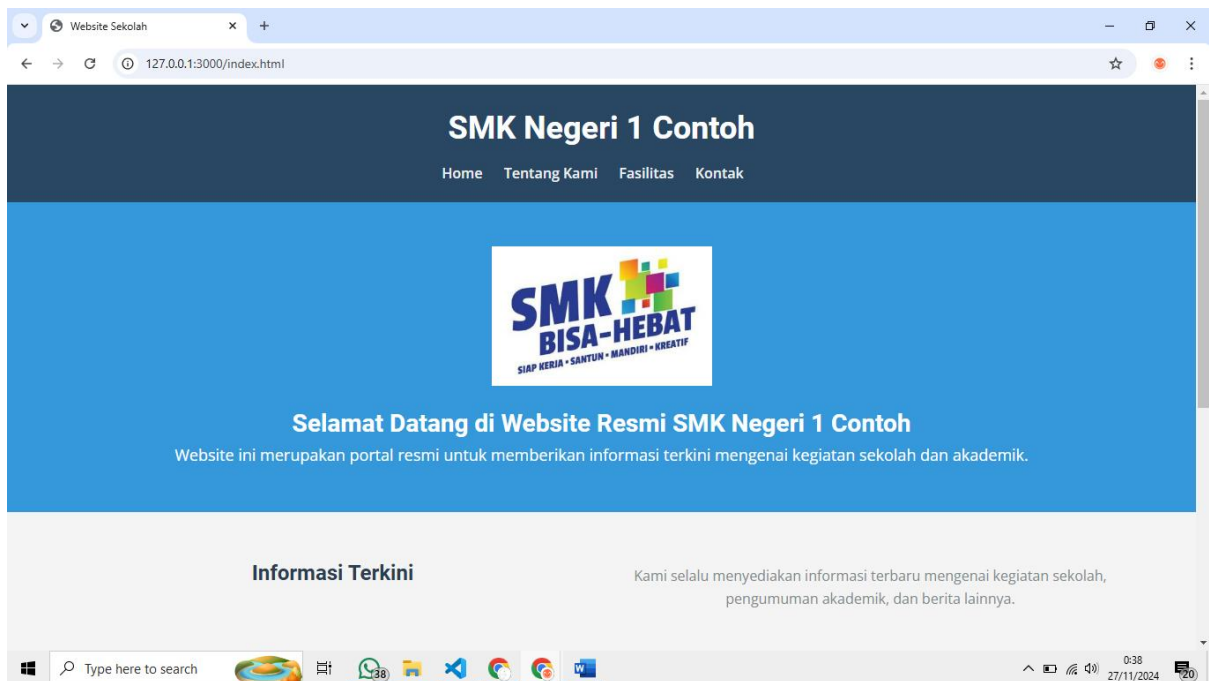 Website Sekolah
127.0.0.1:3000/index.html
SMK Negeri 1 Contoh
Home Tentang Kami Fasilitas Kontak
SMK
BISA-HEBAT
SIAP KERJA • SANTUN • MANDIRI • KREATIF
Selamat Datang di Website Resmi SMK Negeri 1 Contoh
Website ini merupakan portal resmi untuk memberikan informasi terkini mengenai kegiatan sekolah dan akademik.
Informasi Terkini
Kami selalu menyediakan informasi terbaru mengenai kegiatan sekolah,
pengumuman akademik, dan berita lainnya.
Type here to search
38
W
0:38
27/11/2024
20